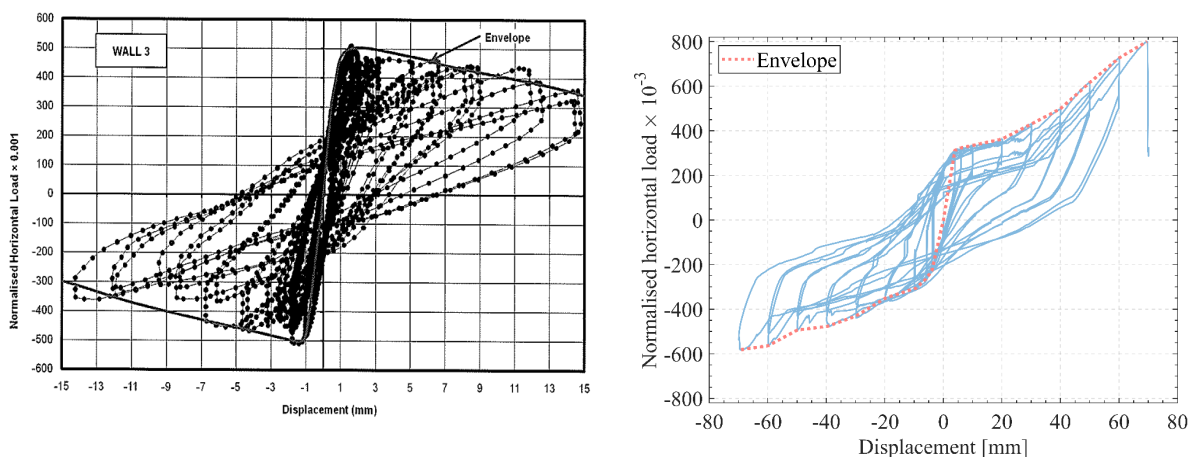 600
500
400
300
200
100
0
-100
-200
-300
-400
-500
-600
Normalised Horizontal Load × 0.001
WALL 3
Envelope
-15 -13 -11 -9 -7 -5 -3 -1 1 3 5 7 9 11 13 15
Displacement (mm)
800
600
400
200
0
-200
-400
-600
-800
Normalised horizontal load × 10⁻³
Envelope
-80 -60 -40 -20 0 20 40 60 80
Displacement [mm]